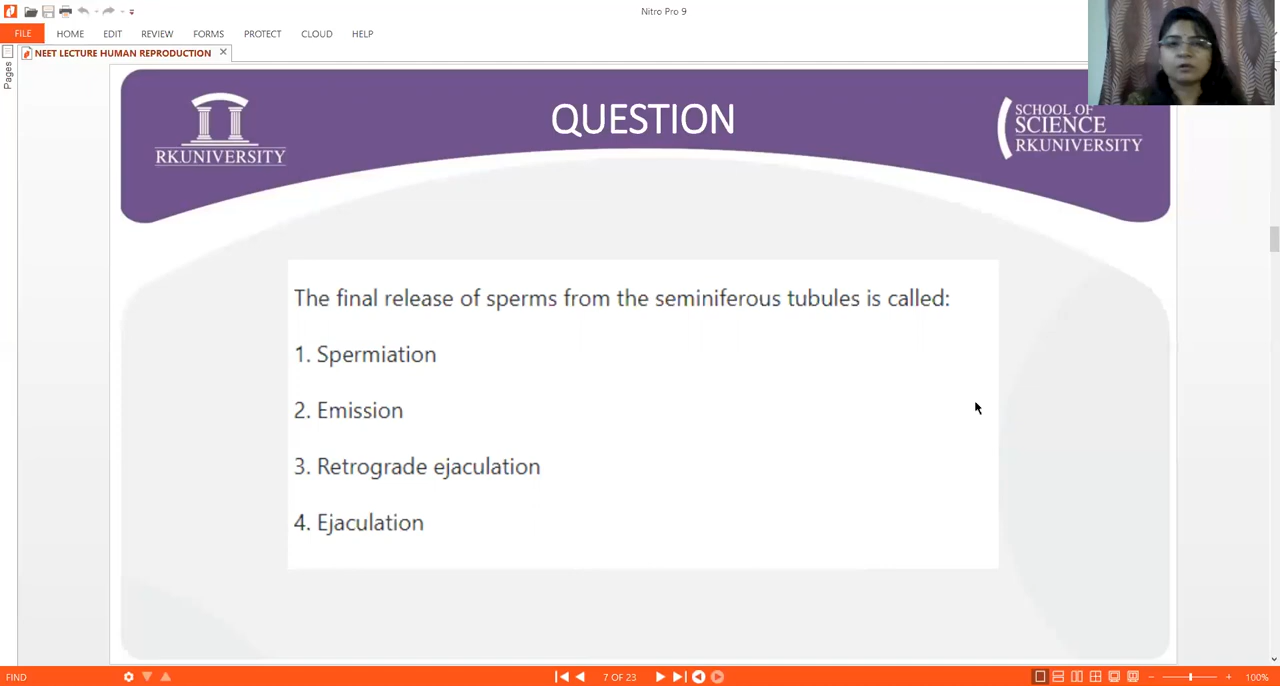 Nitro Pro 9
FILE HOME EDIT REVIEW FORMS PROTECT CLOUD HELP
NEET LECTURE HUMAN REPRODUCTION
Pages
RKUNIVERSITY
QUESTION
SCHOOL OF
SCIENCE
RKUNIVERSITY
The final release of sperms from the seminiferous tubules is called:
1. Spermiation
2. Emission
3. Retrograde ejaculation
4. Ejaculation
FIND
7 OF 23
100%